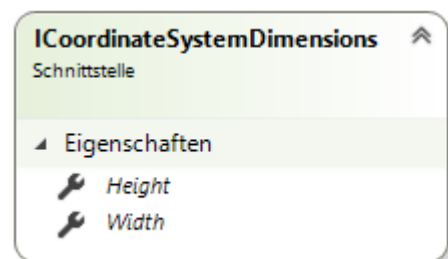 ICoordinateSystemDimensions
Schnittstelle
Eigenschaften
Height
Width